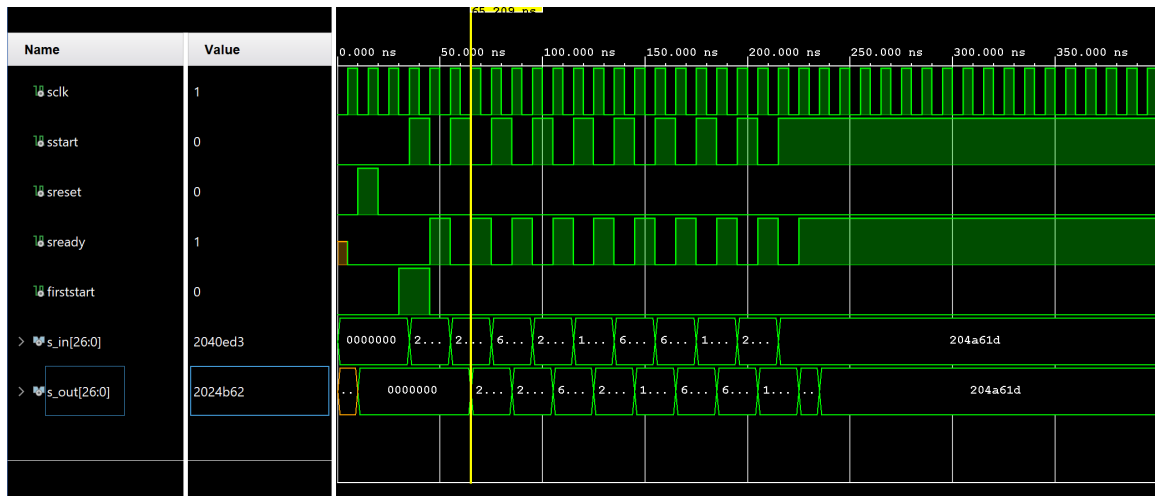 65.209 ns
Name Value
0.000 ns 50.000 ns 100.000 ns 150.000 ns 200.000 ns 250.000 ns 300.000 ns 350.000 ns
sclk 1
sstart 0
sreset 0
sready 1
firststart 0
s_in[26:0] 2040ed3 0000000 2... 2... 6... 2... 1... 6... 6... 1... 2... 204a61d
s_out[26:0] 2024b62 .. 0000000 2... 2... 6... 2... 1... 6... 6... 1... .. 204a61d